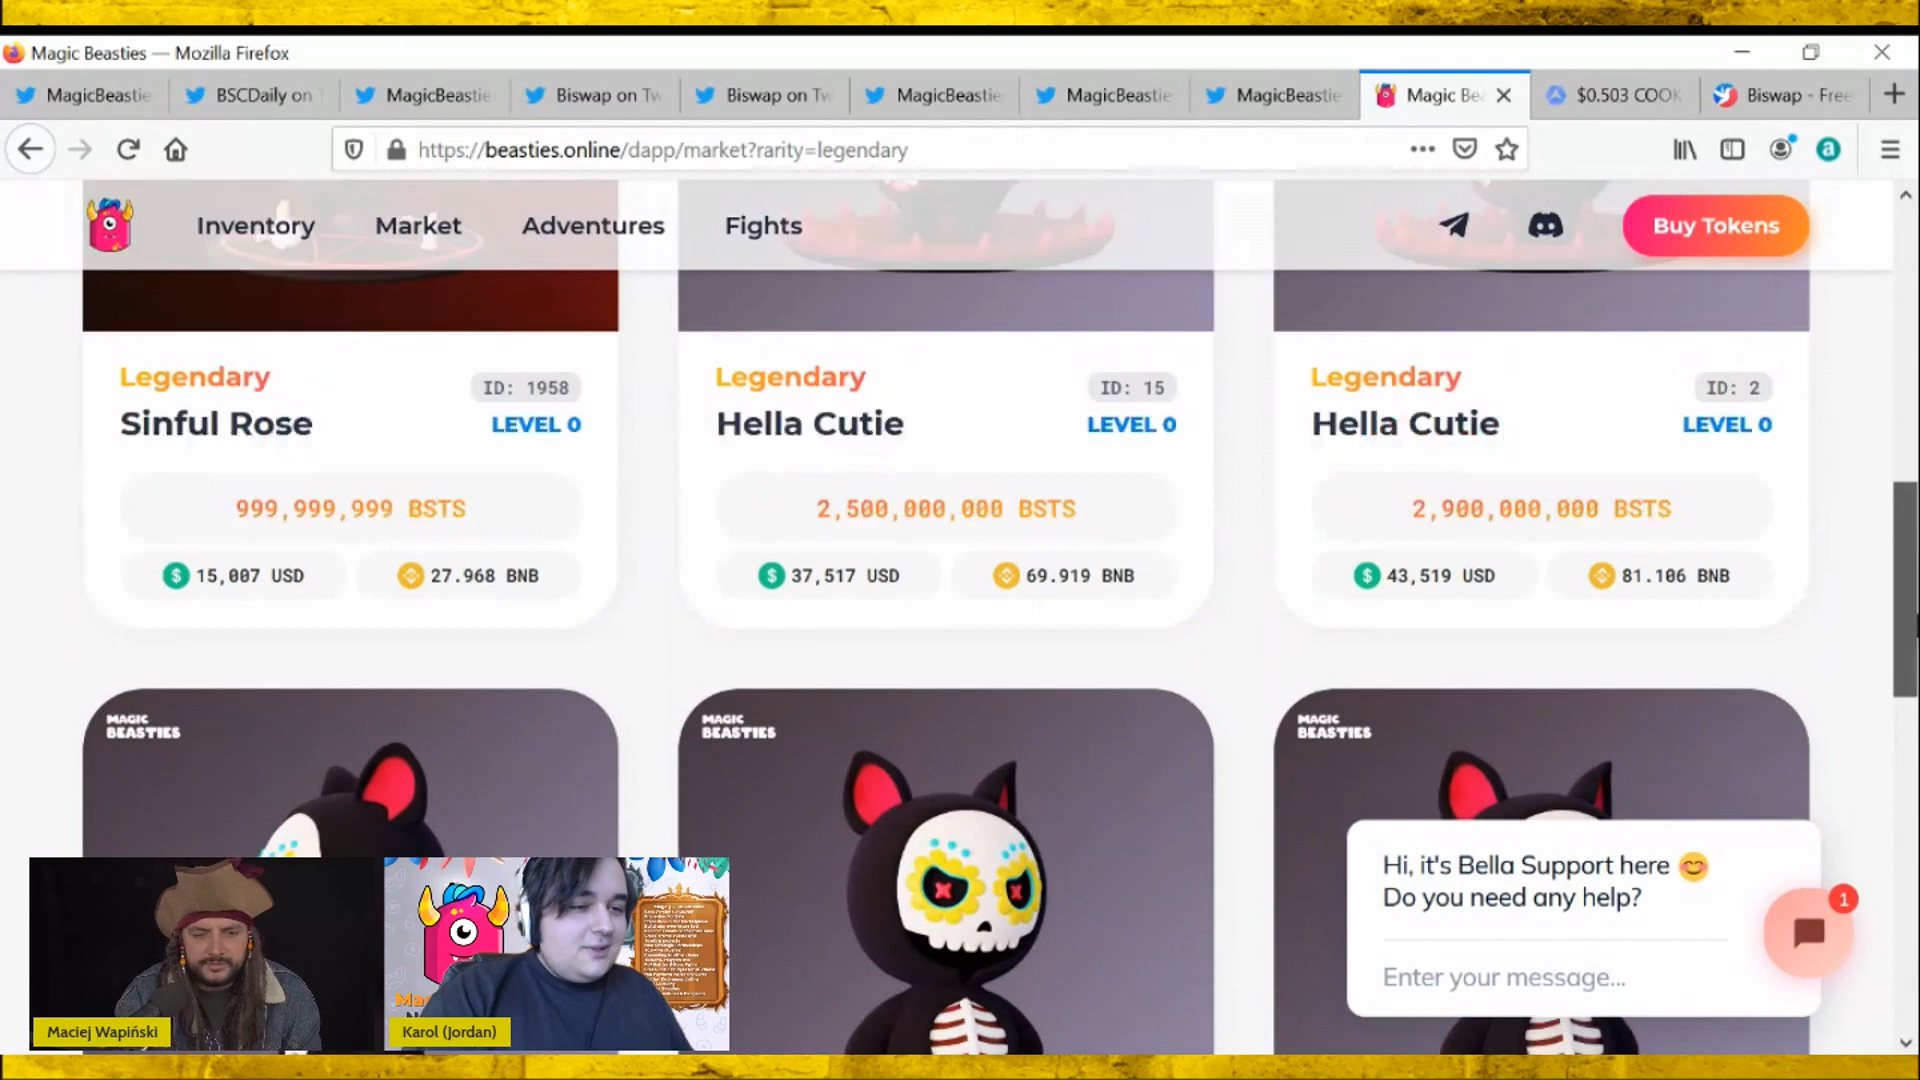 Magic Beasties — Mozilla Firefox
MagicBeastie
BSCDaily on T
MagicBeastie
Biswap on Tw
Biswap on Tw
MagicBeastie
MagicBeastie
MagicBeastie
Magic Bea
$0.503 COOK
Biswap - Free
https://beasties.online/dapp/market?rarity=legendary
Inventory
Market
Adventures
Fights
Buy Tokens
Legendary
ID: 1958
Sinful Rose
LEVEL 0
999,999,999 BSTS
15,007 USD
27.968 BNB
Legendary
ID: 15
Hella Cutie
LEVEL 0
2,500,000,000 BSTS
37,517 USD
69.919 BNB
Legendary
ID: 2
Hella Cutie
LEVEL 0
2,900,000,000 BSTS
43,519 USD
81.106 BNB
MAGIC
BEASTIES
MAGIC
BEASTIES
MAGIC
BEASTIES
Hi, it's Bella Support here
Do you need any help?
1
Enter your message...
Maciej Wapiński
Karol (Jordan)